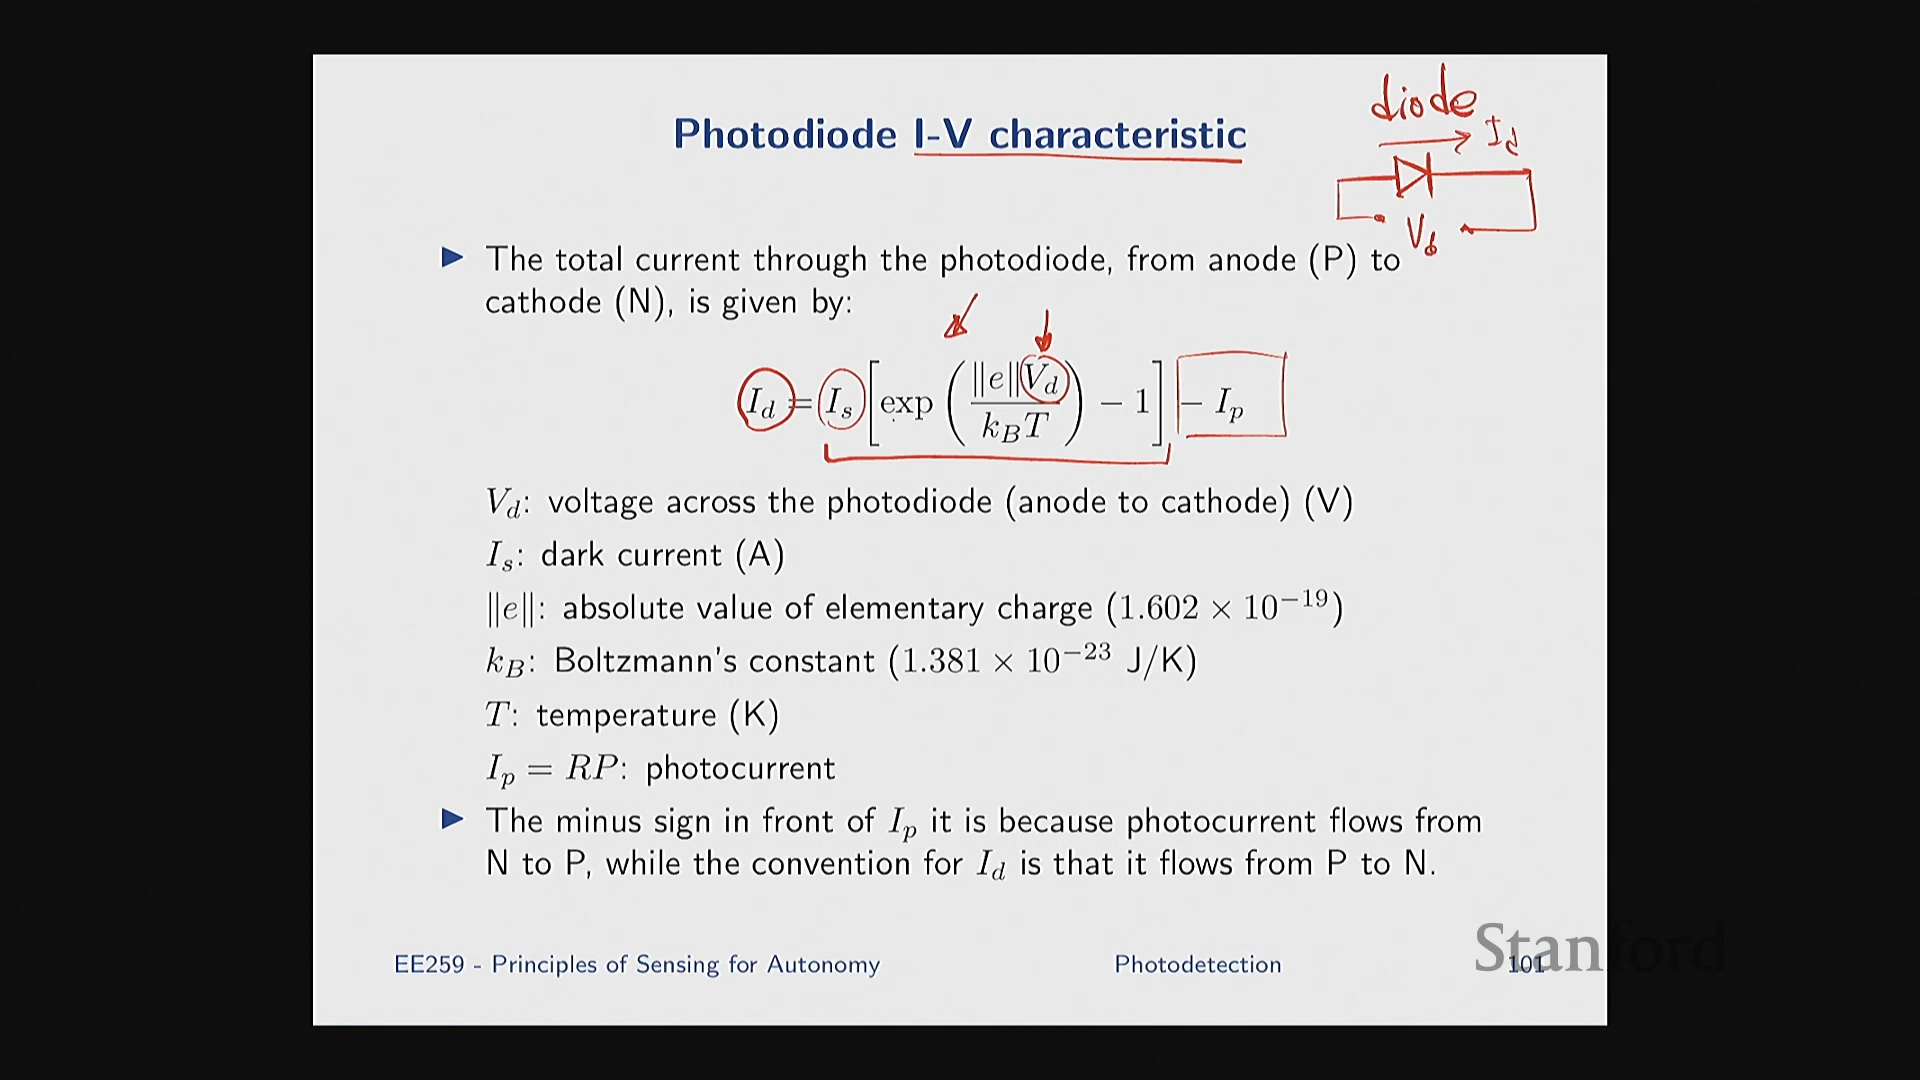 diode
Photodiode I-V characteristic
I_d
V_d
▶ The total current through the photodiode, from anode (P) to
cathode (N), is given by:
I_d = I_s [exp (‖e‖V_d / k_BT) − 1] − I_p
V_d: voltage across the photodiode (anode to cathode) (V)
I_s: dark current (A)
‖e‖: absolute value of elementary charge (1.602 × 10^−19)
k_B: Boltzmann's constant (1.381 × 10^−23 J/K)
T: temperature (K)
I_p = RP: photocurrent
▶ The minus sign in front of I_p it is because photocurrent flows from
N to P, while the convention for I_d is that it flows from P to N.
EE259 - Principles of Sensing for Autonomy Photodetection 101
Stanford